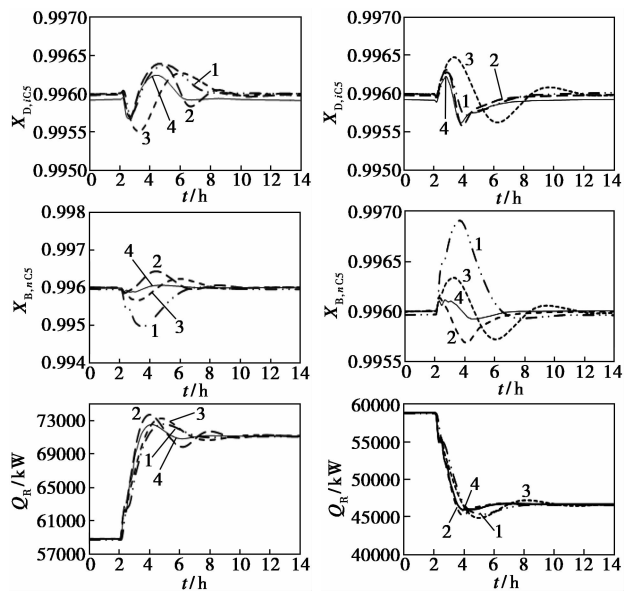 0.9970
0.9965
0.9960
0.9955
0.9950
X_D,iC5
1
2
3
4
0 2 4 6 8 10 12 14
t/h
0.9970
0.9965
0.9960
0.9955
0.9950
X_D,iC5
3
2
1
4
0 2 4 6 8 10 12 14
t/h
0.998
0.997
0.996
0.995
0.994
X_B,nC5
4
2
3
1
0 2 4 6 8 10 12 14
t/h
0.9970
0.9965
0.9960
0.9955
X_B,nC5
1
3
4
2
0 2 4 6 8 10 12 14
t/h
73000
69000
65000
61000
57000
Q_R/kW
2
3
1
4
0 2 4 6 8 10 12 14
t/h
60000
55000
50000
45000
40000
Q_R/kW
4
3
2
1
0 2 4 6 8 10 12 14
t/h